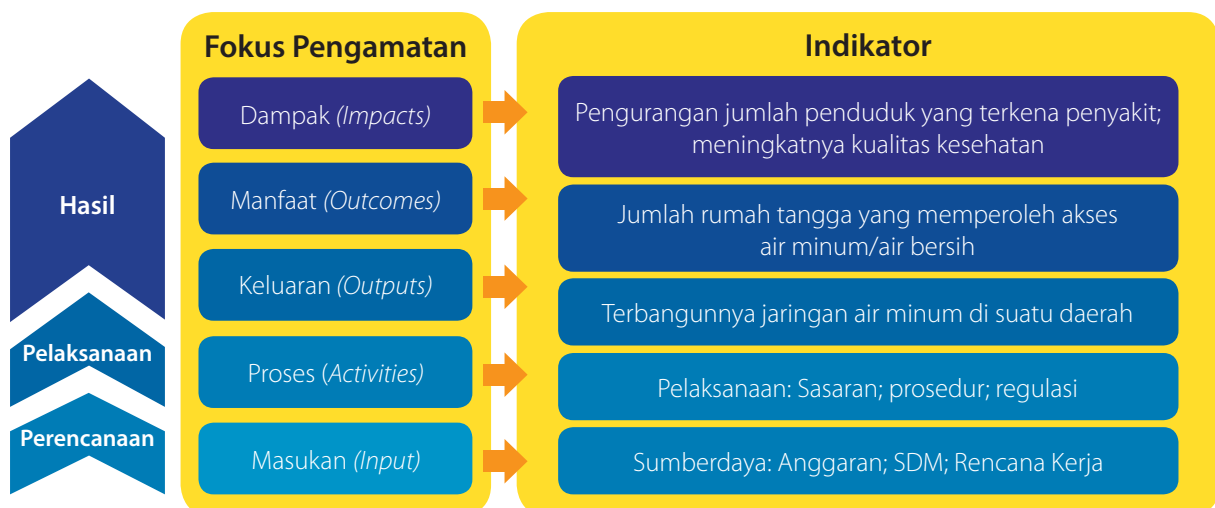 Fokus Pengamatan
Indikator
Hasil
Pelaksanaan
Perencanaan
Dampak (Impacts)
Pengurangan jumlah penduduk yang terkena penyakit;
meningkatnya kualitas kesehatan
Manfaat (Outcomes)
Jumlah rumah tangga yang memperoleh akses
air minum/air bersih
Keluaran (Outputs)
Terbangunnya jaringan air minum di suatu daerah
Proses (Activities)
Pelaksanaan: Sasaran; prosedur; regulasi
Masukan (Input)
Sumberdaya: Anggaran; SDM; Rencana Kerja